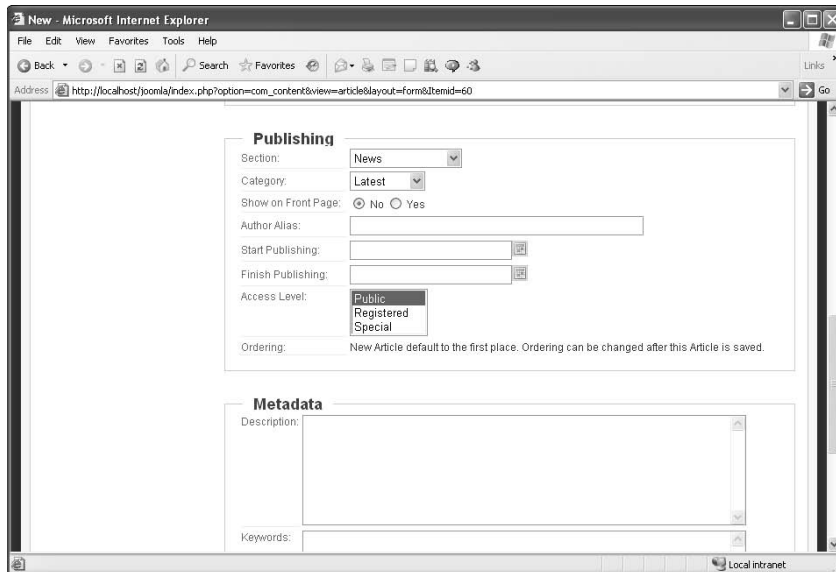 New - Microsoft Internet Explorer
File Edit View Favorites Tools Help
Back Search Favorites Links
Address http://localhost/joomla/index.php?option=com_content&view=article&layout=form&Itemid=60 Go
Publishing
Section: News
Category: Latest
Show on Front Page: No Yes
Author Alias:
Start Publishing:
Finish Publishing:
Access Level: Public
Registered
Special
Ordering: New Article default to the first place. Ordering can be changed after this Article is saved.
Metadata
Description:
Keywords:
Local intranet